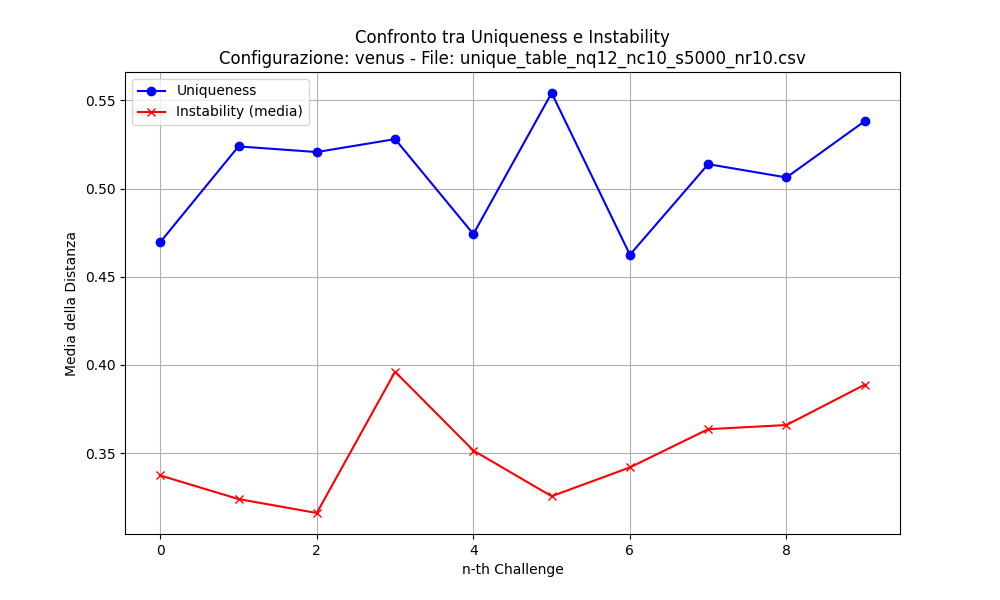 Confronto tra Uniqueness e Instability
Configurazione: venus - File: unique_table_nq12_nc10_s5000_nr10.csv
Uniqueness
Instability (media)
0.55
0.50
0.45
0.40
0.35
Media della Distanza
0 2 4 6 8
n-th Challenge